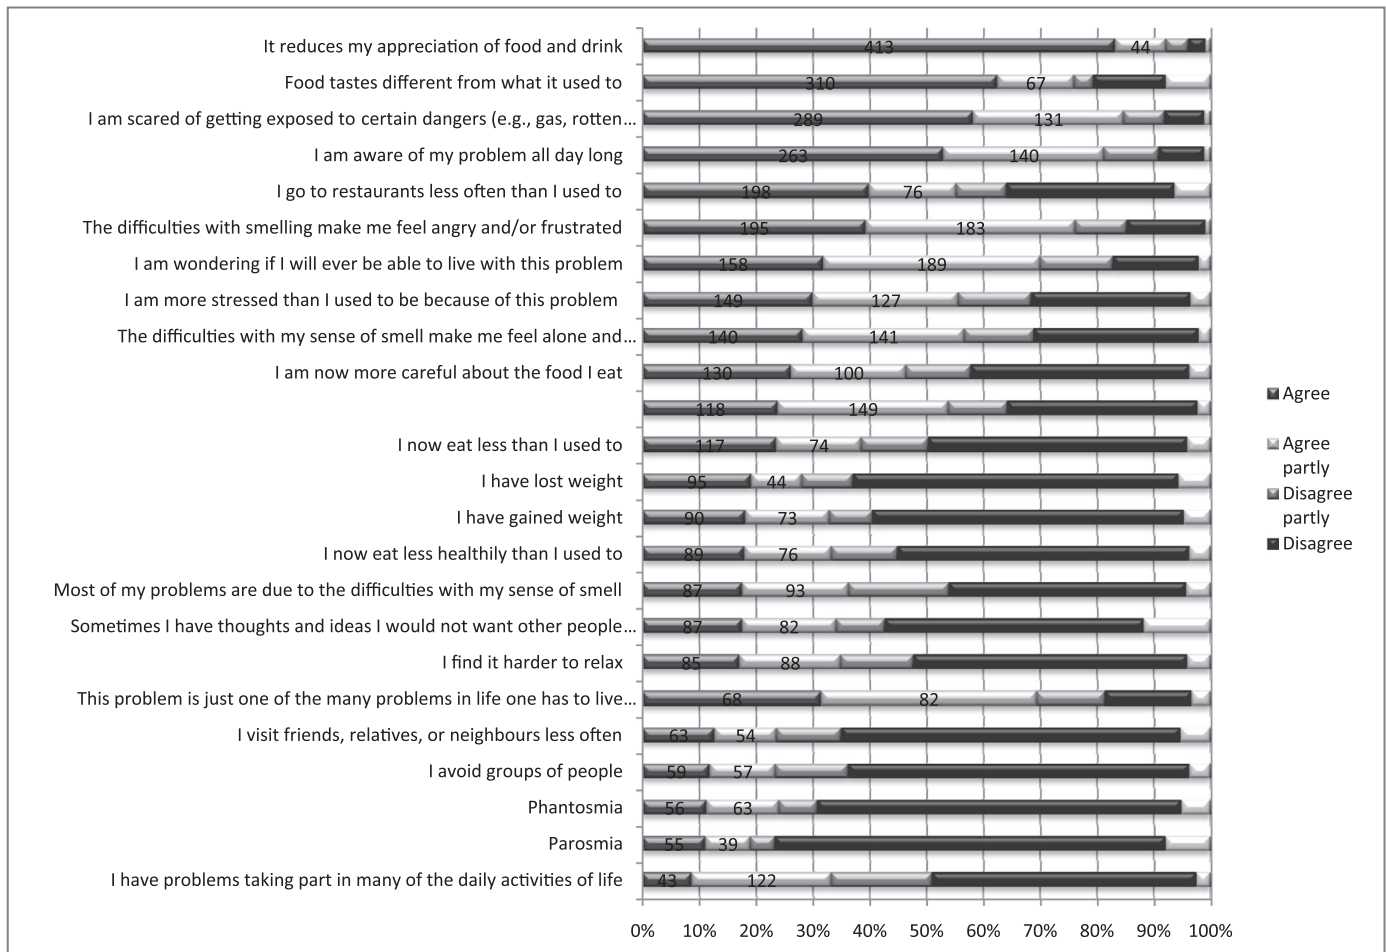 It reduces my appreciation of food and drink 413 44
Food tastes different from what it used to 310 67
I am scared of getting exposed to certain dangers (e.g., gas, rotten... 289 131
I am aware of my problem all day long 263 140
I go to restaurants less often than I used to 198 76
The difficulties with smelling make me feel angry and/or frustrated 195 183
I am wondering if I will ever be able to live with this problem 158 189
I am more stressed than I used to be because of this problem 149 127
The difficulties with my sense of smell make me feel alone and... 140 141
I am now more careful about the food I eat 130 100
118 149
I now eat less than I used to 117 74
I have lost weight 95 44
I have gained weight 90 73
I now eat less healthily than I used to 89 76
Most of my problems are due to the difficulties with my sense of smell 87 93
Sometimes I have thoughts and ideas I would not want other people... 87 82
I find it harder to relax 85 88
This problem is just one of the many problems in life one has to live... 68 82
I visit friends, relatives, or neighbours less often 63 54
I avoid groups of people 59 57
Phantosmia 56 63
Parosmia 55 39
I have problems taking part in many of the daily activities of life 43 122
0% 10% 20% 30% 40% 50% 60% 70% 80% 90% 100%
Agree
Agree
partly
Disagree
partly
Disagree